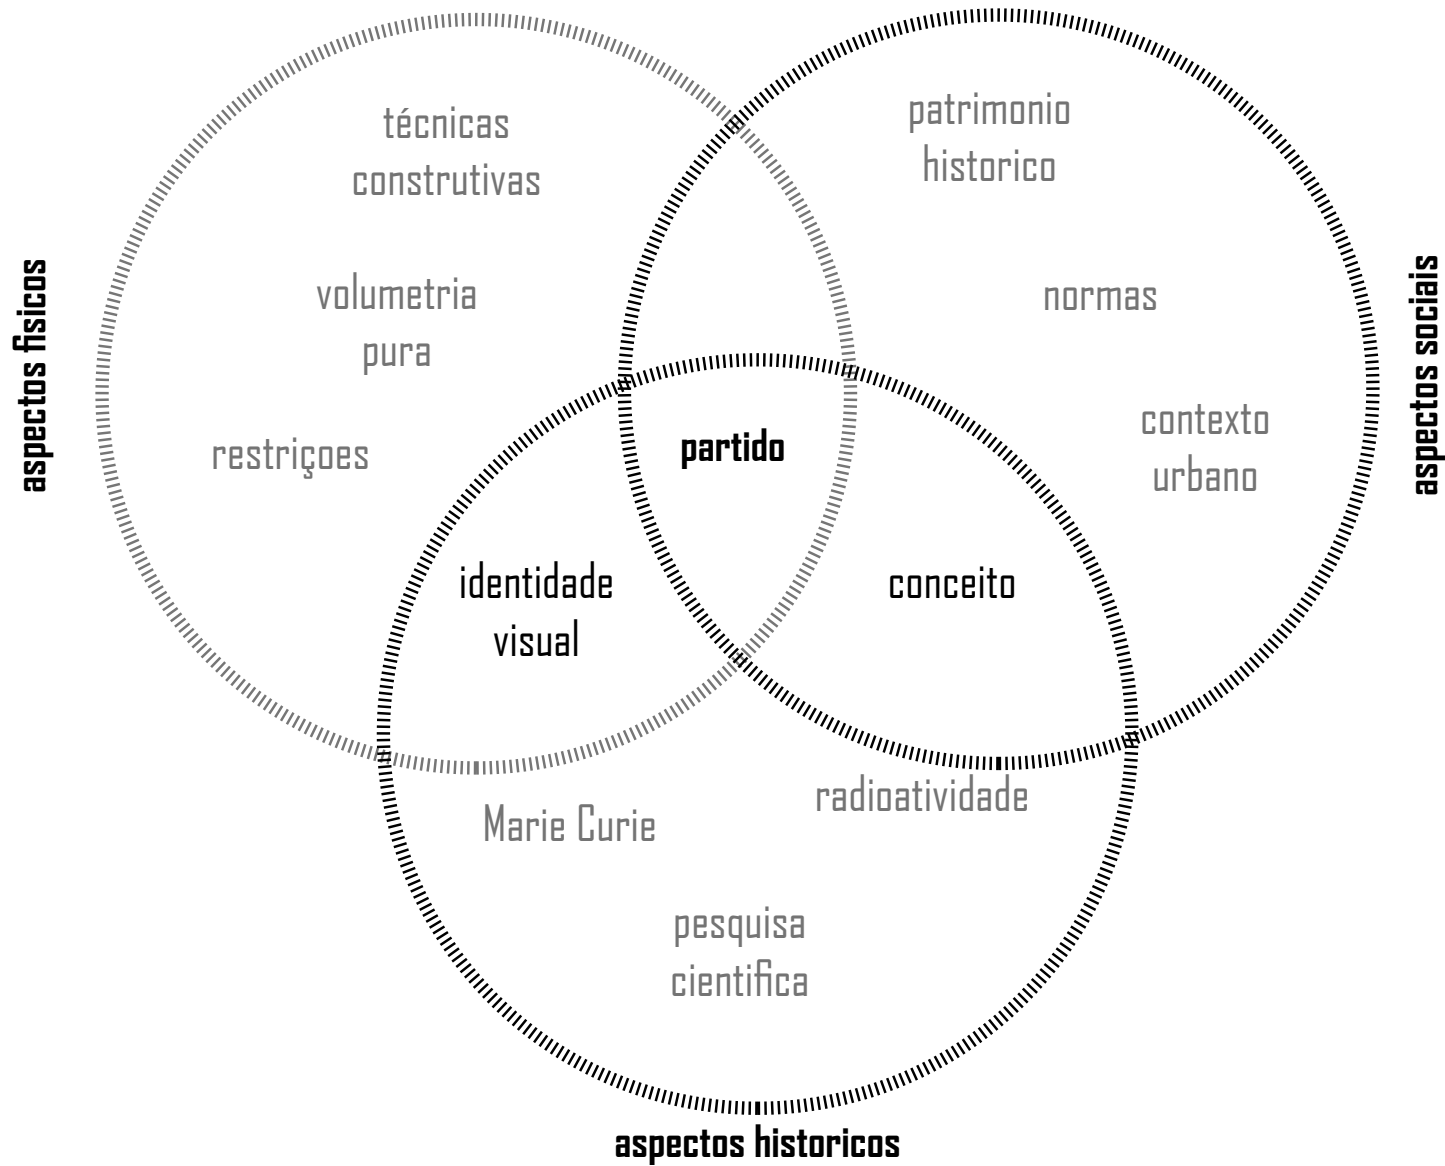 técnicas
construtivas
volumetria
pura
restriçoes
aspectos fisicos
patrimonio
historico
normas
contexto
urbano
aspectos sociais
partido
identidade
visual
conceito
Marie Curie
radioatividade
pesquisa
cientifica
aspectos historicos